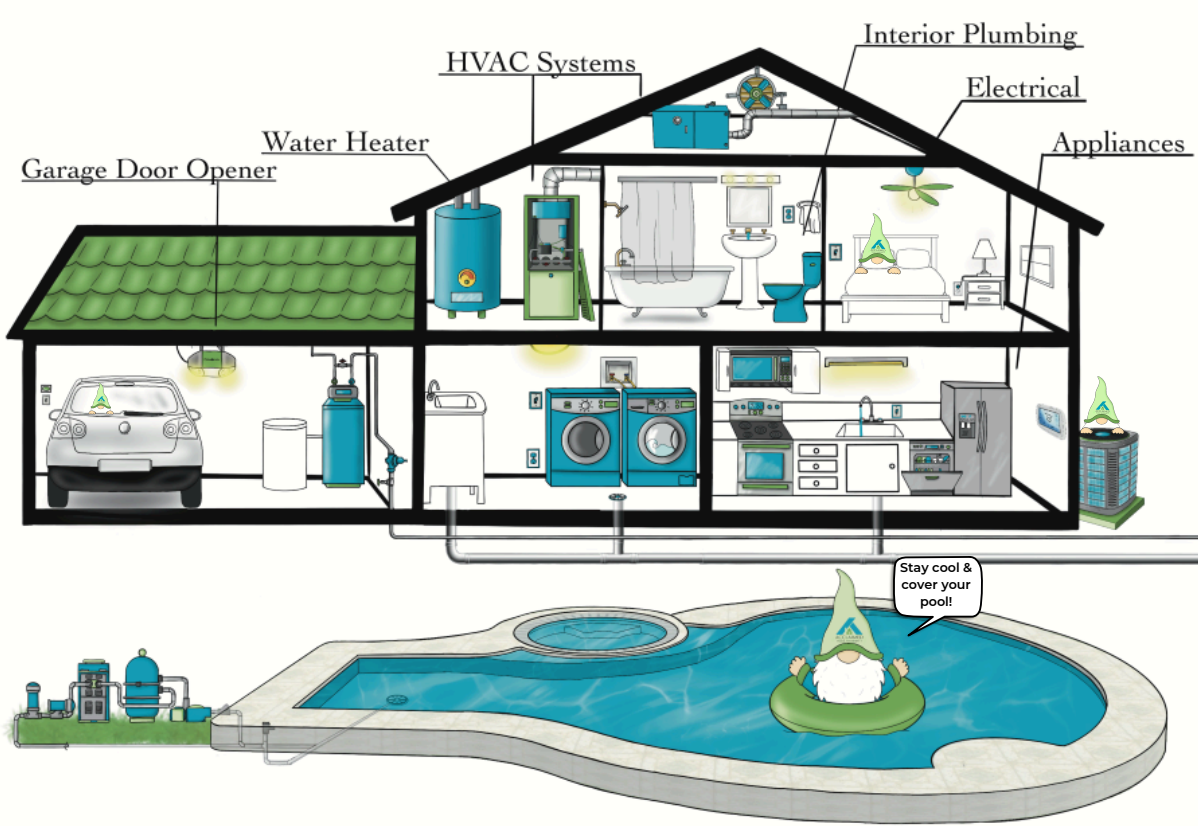 Interior Plumbing
HVAC Systems
Electrical
Water Heater
Appliances
Garage Door Opener
Stay cool &
cover your
pool!